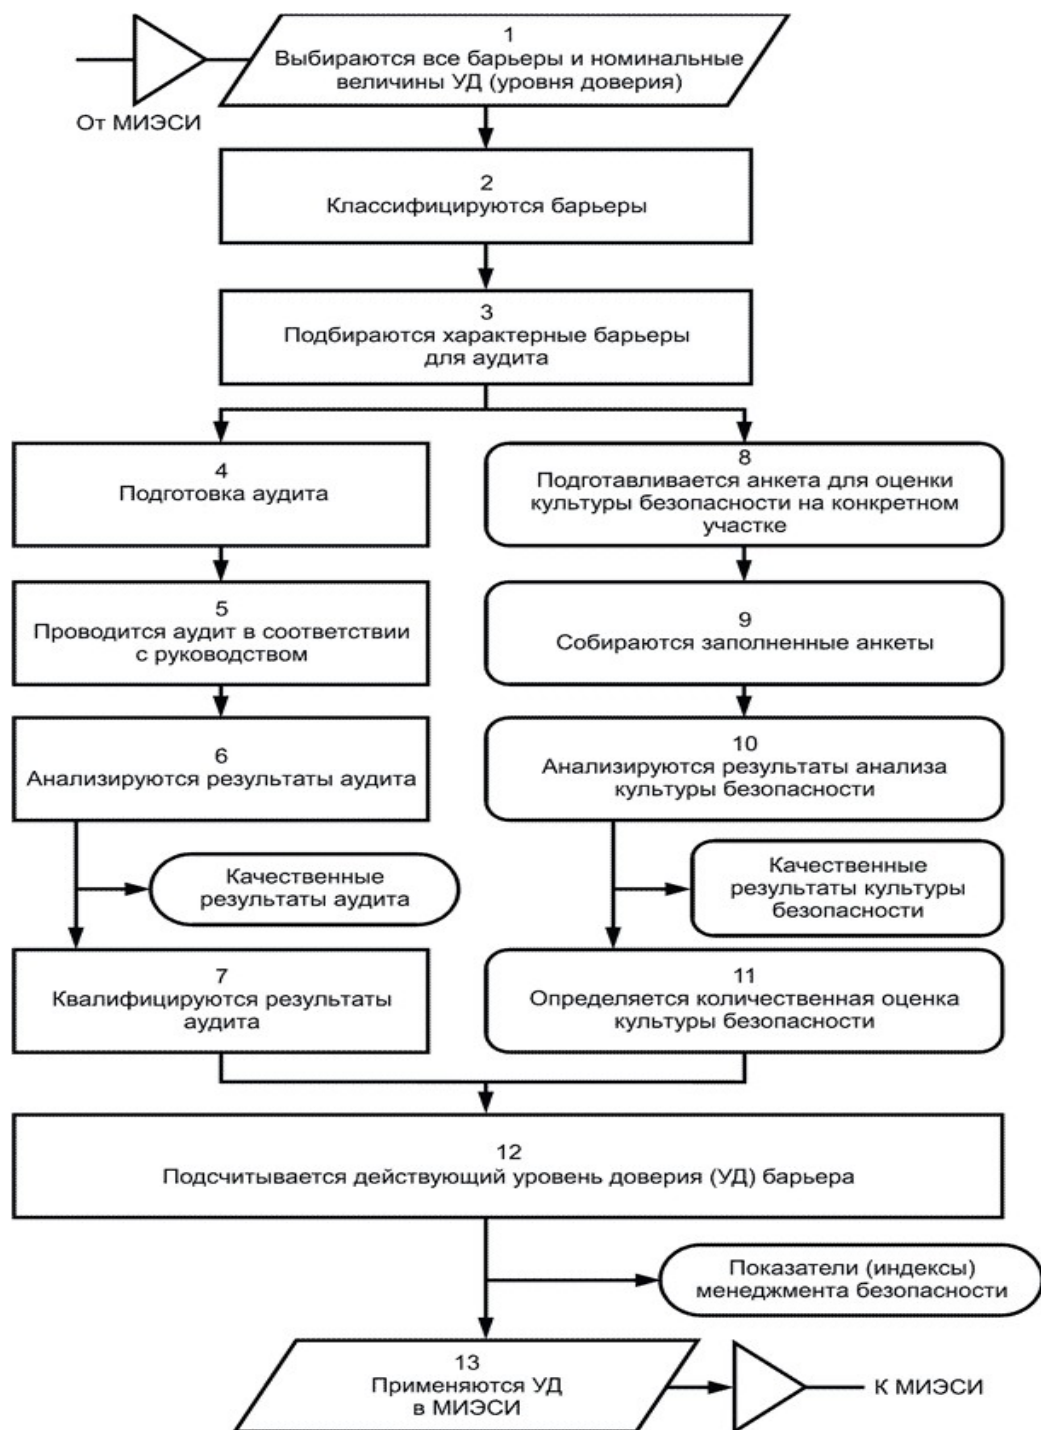 1
Выбираются все барьеры и номинальные
величины УД (уровня доверия)
От МИЭСИ
2
Классифицируются барьеры
3
Подбираются характерные барьеры
для аудита
4
Подготовка аудита
8
Подготавливается анкета для оценки
культуры безопасности на конкретном
участке
5
Проводится аудит в соответствии
с руководством
9
Собираются заполненные анкеты
6
Анализируются результаты аудита
10
Анализируются результаты анализа
культуры безопасности
Качественные
результаты аудита
Качественные
результаты культуры
безопасности
7
Квалифицируются результаты
аудита
11
Определяется количественная оценка
культуры безопасности
12
Подсчитывается действующий уровень доверия (УД) барьера
Показатели (индексы)
менеджмента безопасности
13
Применяются УД
в МИЭСИ
К МИЭСИ